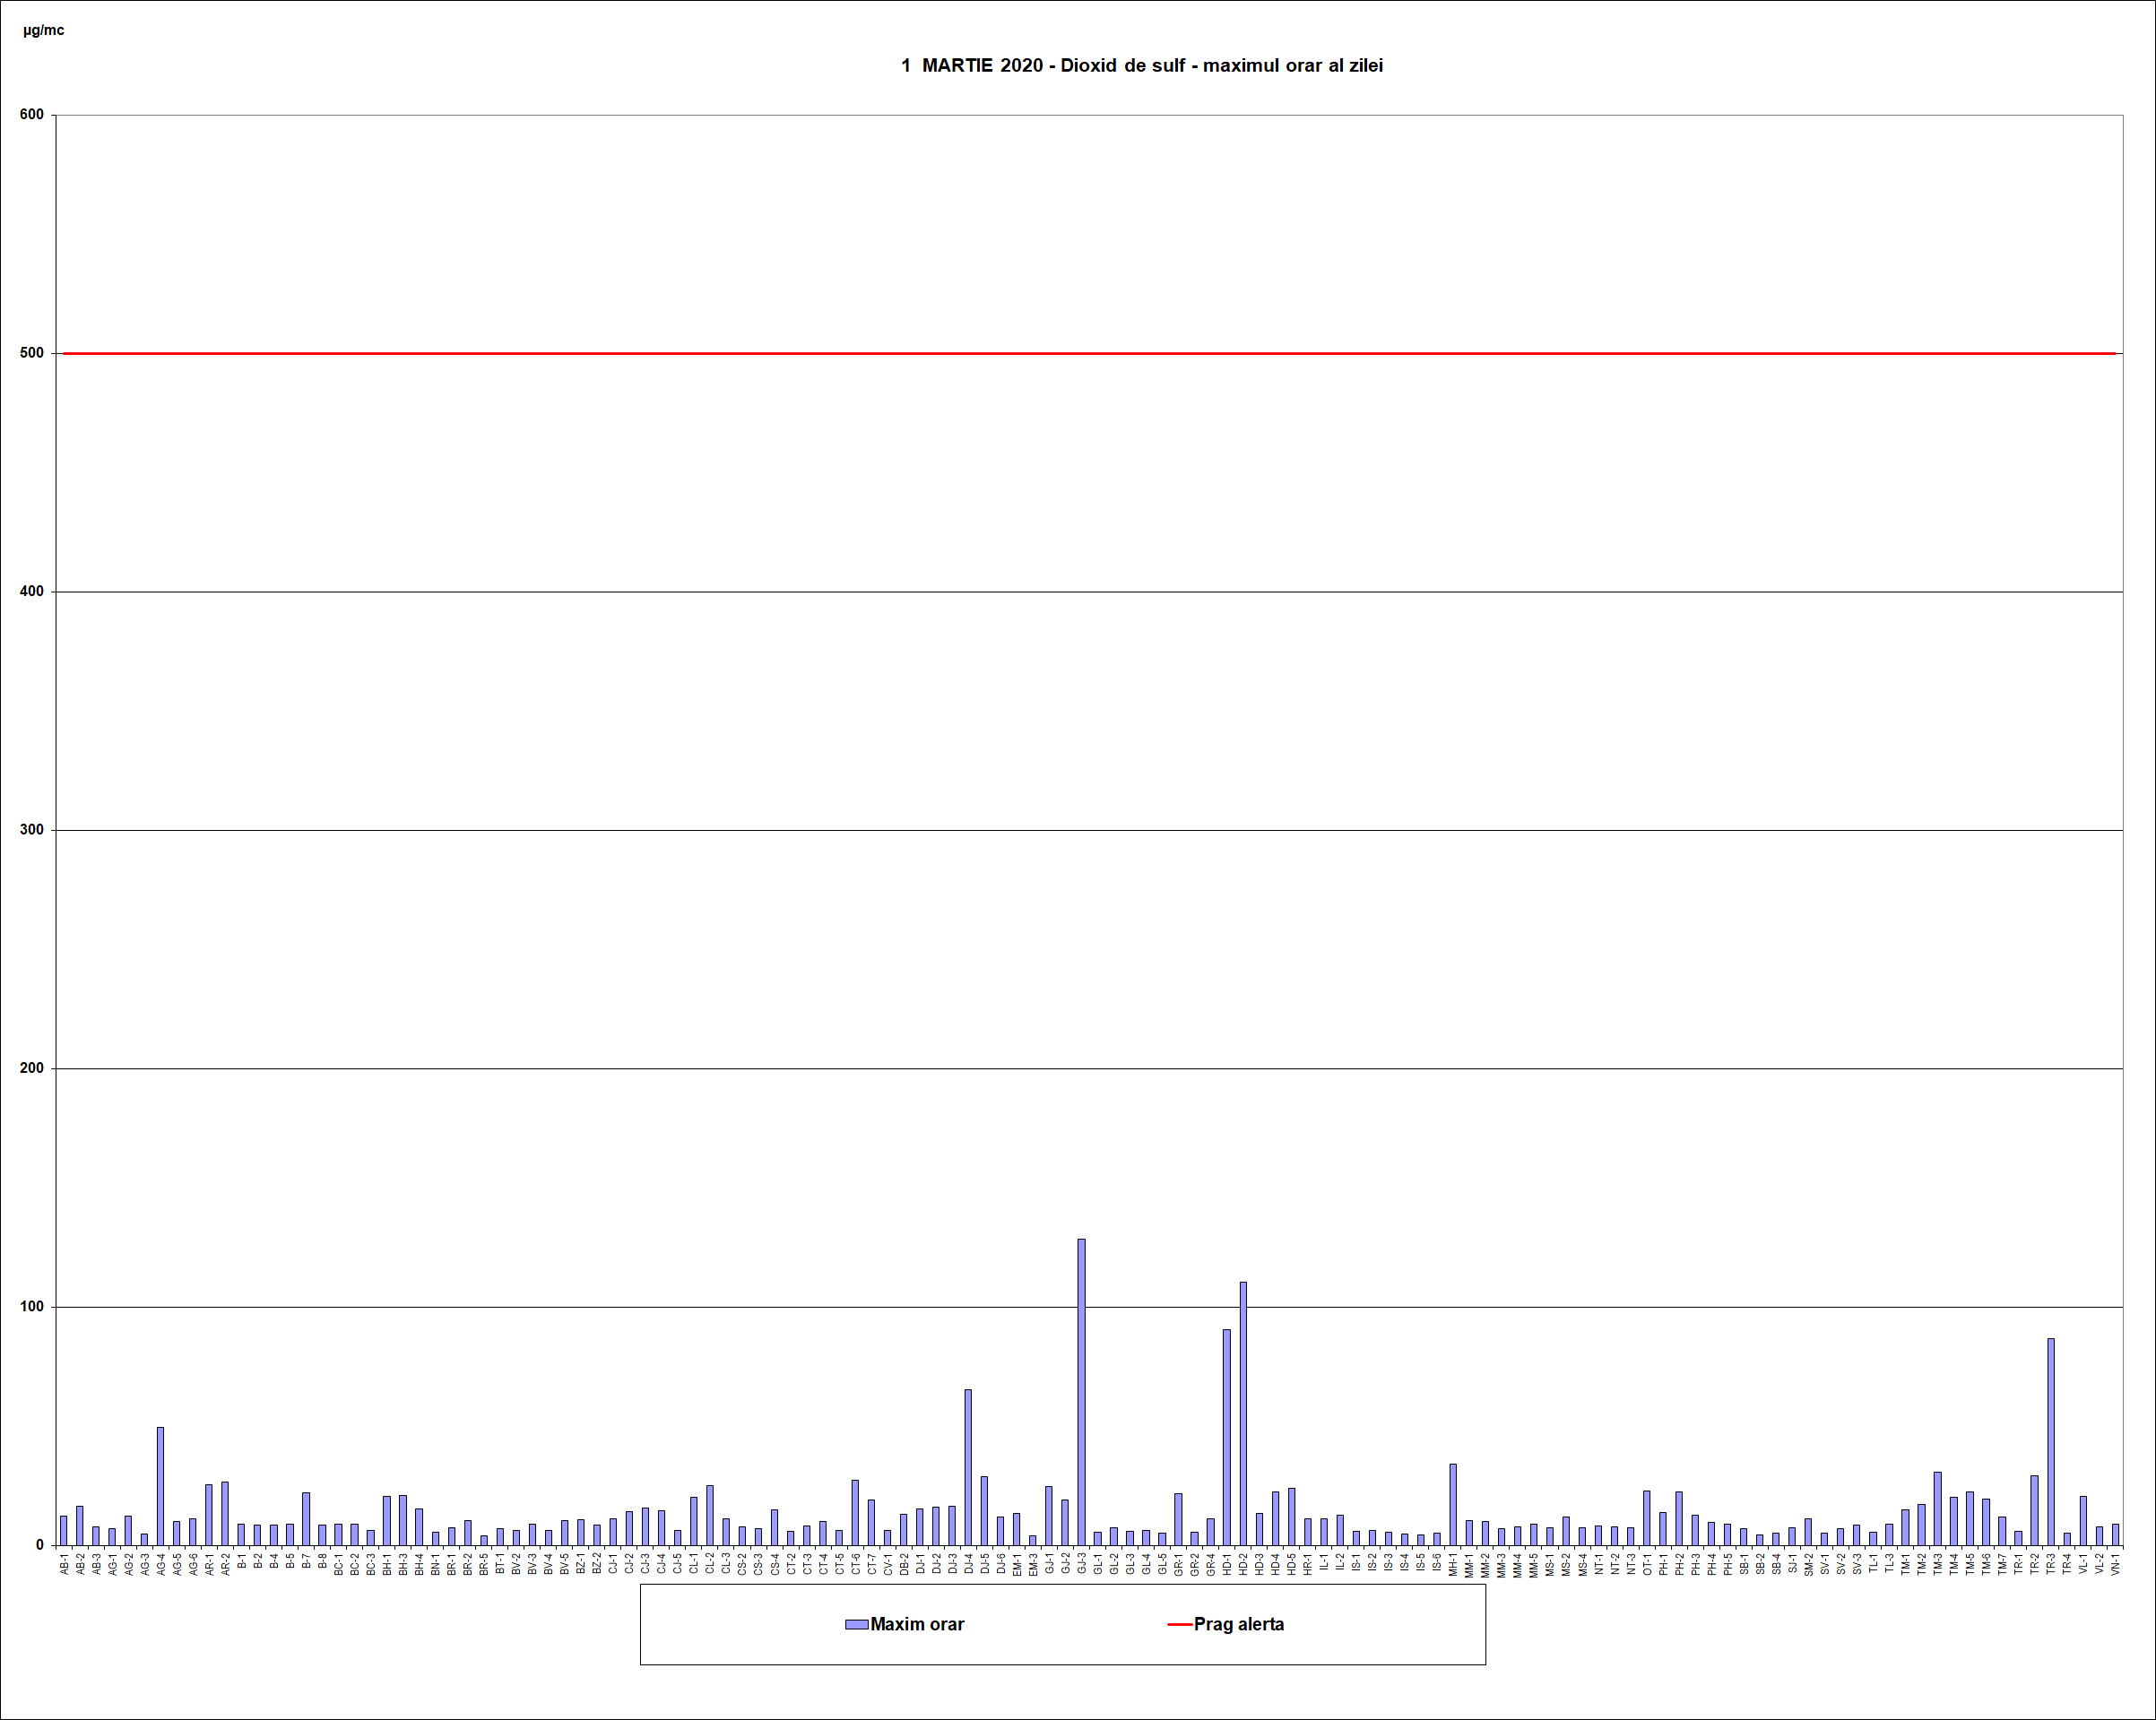 µg/mc
1 MARTIE 2020 - Dioxid de sulf - maximul orar al zilei
600
500
400
300
200
100
0
AB-1 AB-2 AB-3 AG-1 AG-2 AG-3 AG-4 AG-5 AG-6 AR-1 AR-2 B-1 B-2 B-4 B-5 B-7 B-8 BC-1 BC-2 BC-3 BH-1 BH-3 BH-4 BN-1 BR-1 BR-2 BR-5 BT-1 BV-2 BV-3 BV-4 BV-5 BZ-1 BZ-2 CJ-1 CJ-2 CJ-3 CJ-4 CJ-5 CL-1 CL-2 CL-3 CS-2 CS-3 CS-4 CT-2 CT-3 CT-4 CT-5 CT-6 CT-7 CV-1 DB-2 DJ-1 DJ-2 DJ-3 DJ-4 DJ-5 DJ-6 EM-1 EM-3 GJ-1 GJ-2 GJ-3 GL-1 GL-2 GL-3 GL-4 GL-5 GR-1 GR-2 GR-4 HD-1 HD-2 HD-3 HD-4 HD-5 HR-1 IL-1 IL-2 IS-1 IS-2 IS-3 IS-4 IS-5 IS-6 MH-1 MM-1 MM-2 MM-3 MM-4 MM-5 MS-1 MS-2 MS-4 NT-1 NT-2 NT-3 OT-1 PH-1 PH-2 PH-3 PH-4 PH-5 SB-1 SB-2 SB-4 SJ-1 SM-2 SV-1 SV-2 SV-3 TL-1 TL-3 TM-1 TM-2 TM-3 TM-4 TM-5 TM-6 TM-7 TR-1 TR-2 TR-3 TR-4 VL-1 VL-2 VN-1
Maxim orar Prag alerta